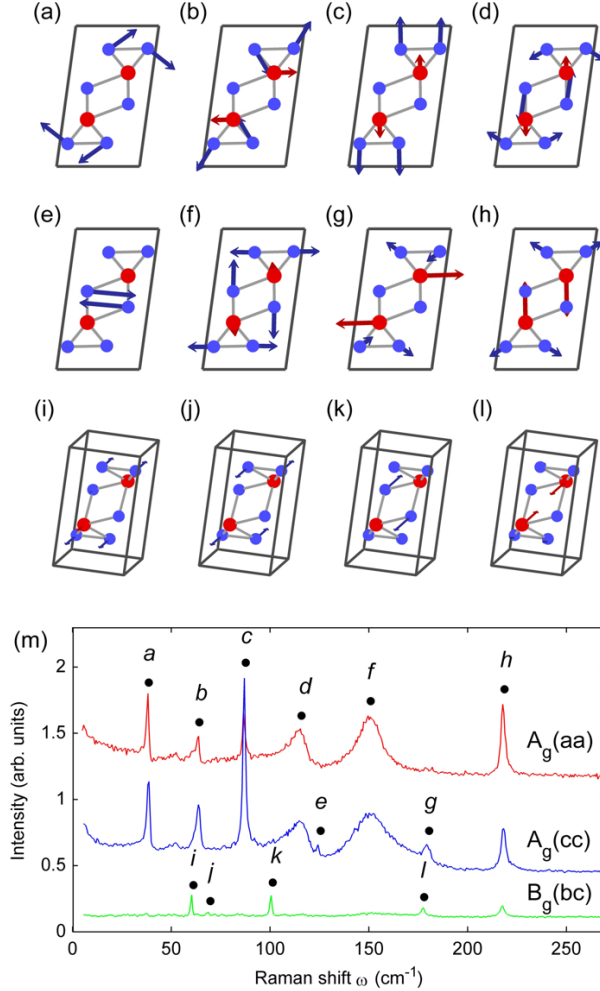 (a) (b) (c) (d)
(e) (f) (g) (h)
(i) (j) (k) (l)
(m)
a b c d e f g h
i j k l
A_g(aa)
A_g(cc)
B_g(bc)
Intensity (arb. units)
2
1.5
1
0.5
0
0 50 100 150 200 250
Raman shift ω (cm⁻¹)